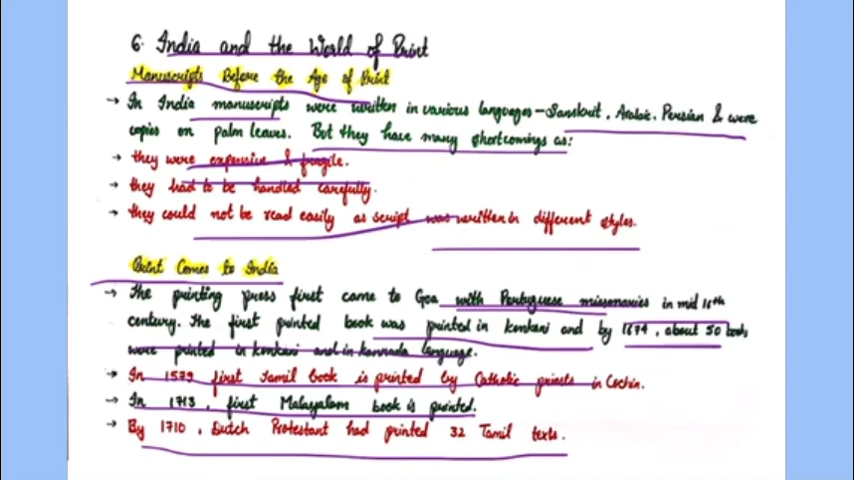 6. India and the World of Print
Manuscripts Before the Age of Print
→ In India manuscripts were written in various languages - Sanskrit, Arabic, Persian & were
copies on palm leaves. But they have many shortcomings as:
→ they were expensive & fragile.
→ they had to be handled carefully.
→ they could not be read easily as script was written in different styles.
Print Comes to India
→ The printing press first came to Goa with Portuguese missonaries in mid 16th
century. The first printed book was printed in konkani and by 1674, about 50 books
were printed in konkani and in kannada language.
→ In 1579 first Tamil book is printed by Catholic priests in Cochin.
→ In 1713, first Malayalam book is printed.
→ By 1710, Dutch Protestant had printed 32 Tamil texts.